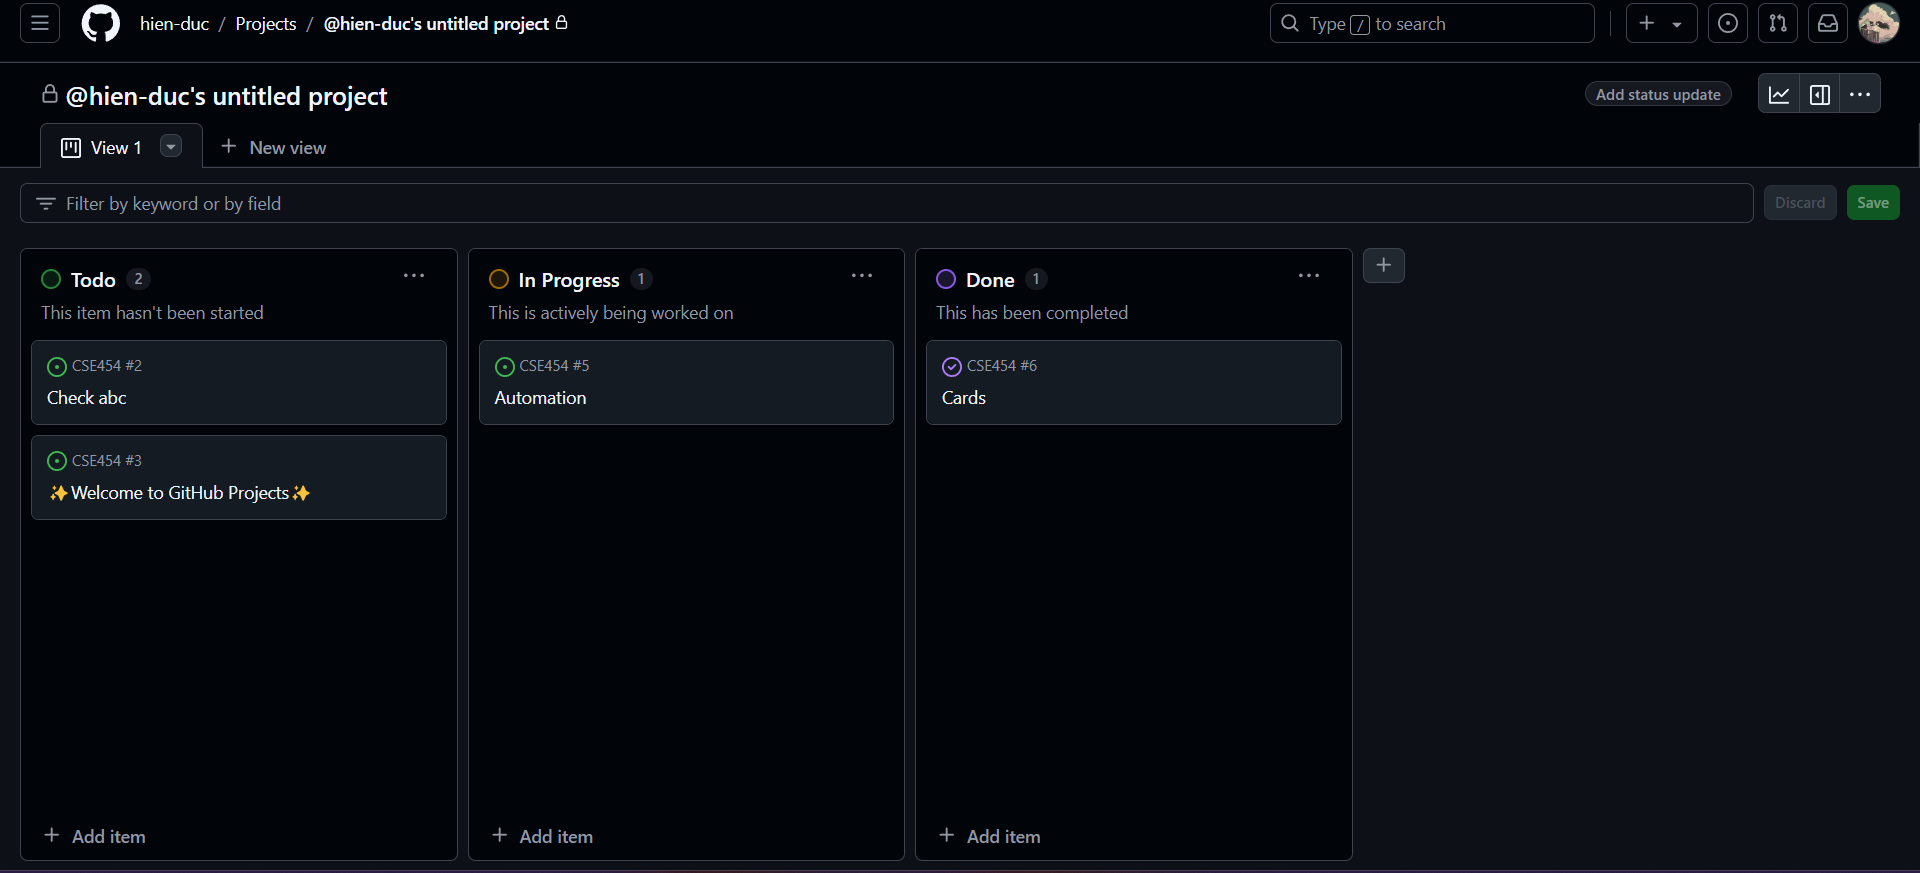 hien-duc / Projects / @hien-duc's untitled project
Type / to search
@hien-duc's untitled project
Add status update
View 1
New view
Filter by keyword or by field
Discard
Save
Todo 2
This item hasn't been started
CSE454 #2
Check abc
CSE454 #3
✨Welcome to GitHub Projects✨
Add item
In Progress 1
This is actively being worked on
CSE454 #5
Automation
Add item
Done 1
This has been completed
CSE454 #6
Cards
Add item